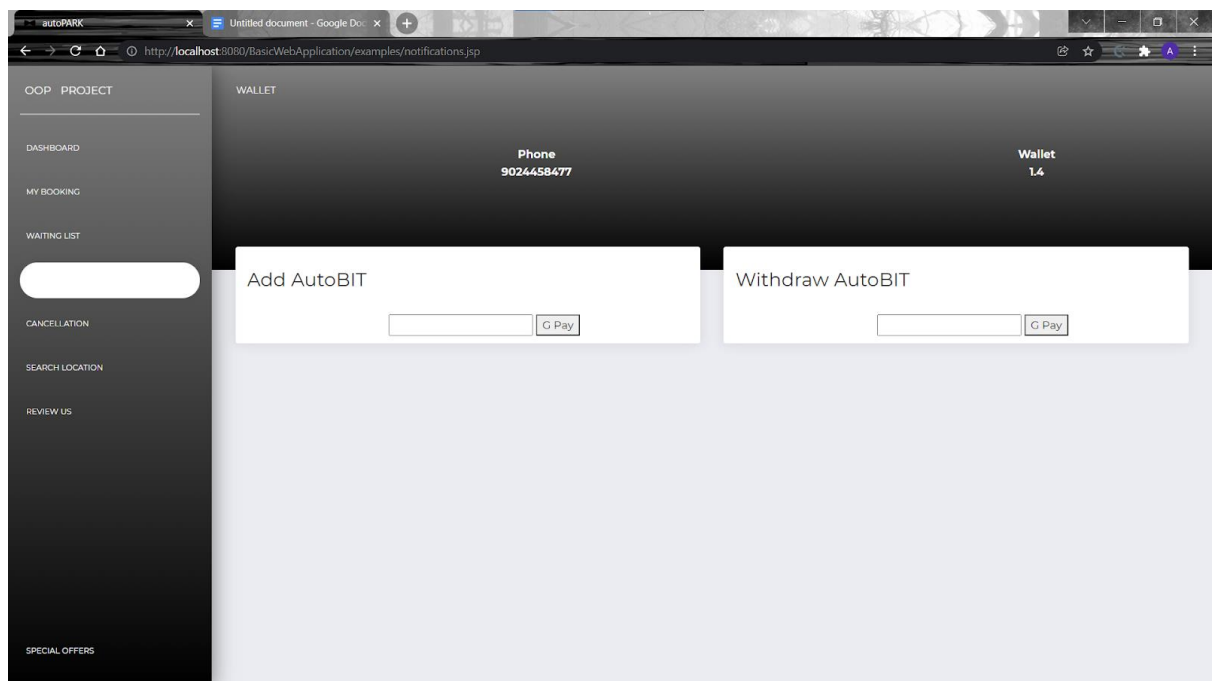 autoPARK
Untitled document - Google Doc
http://localhost:8080/BasicWebApplication/examples/notifications.jsp
A
OOP PROJECT
DASHBOARD
MY BOOKING
WAITING LIST
CANCELLATION
SEARCH LOCATION
REVIEW US
SPECIAL OFFERS
WALLET
Phone
9024458477
Wallet
1.4
Add AutoBIT
G Pay
Withdraw AutoBIT
G Pay